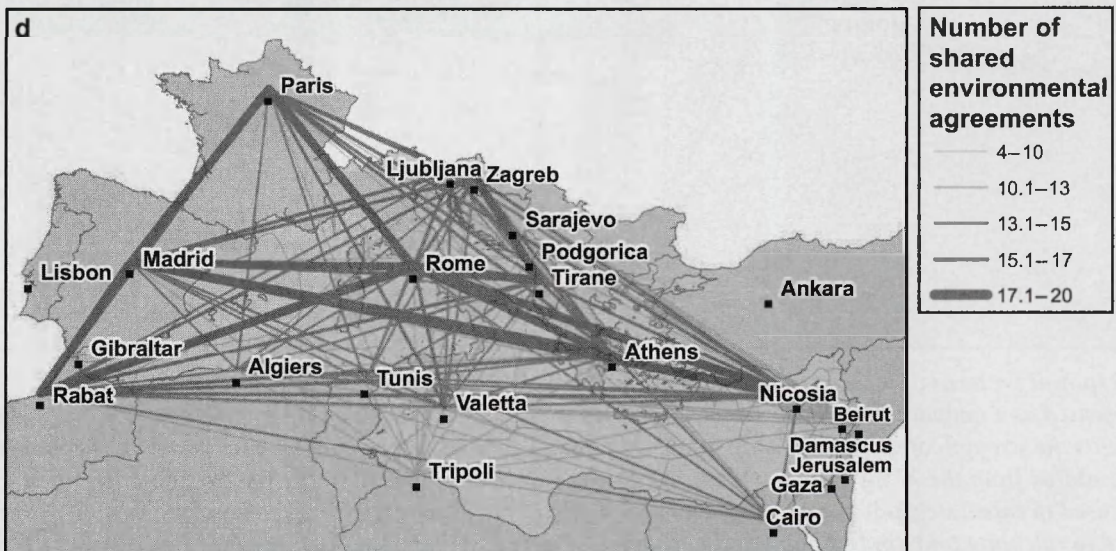 d
Paris
Ljubljana
Zagreb
Sarajevo
Madrid
Rome
Podgorica
Lisbon
Tirane
Ankara
Gibraltar
Algiers
Athens
Rabat
Tunis
Nicosia
Valetta
Beirut
Damascus
Tripoli
Jerusalem
Gaza
Cairo
Number of
shared
environmental
agreements
4–10
10.1–13
13.1–15
15.1–17
17.1–20